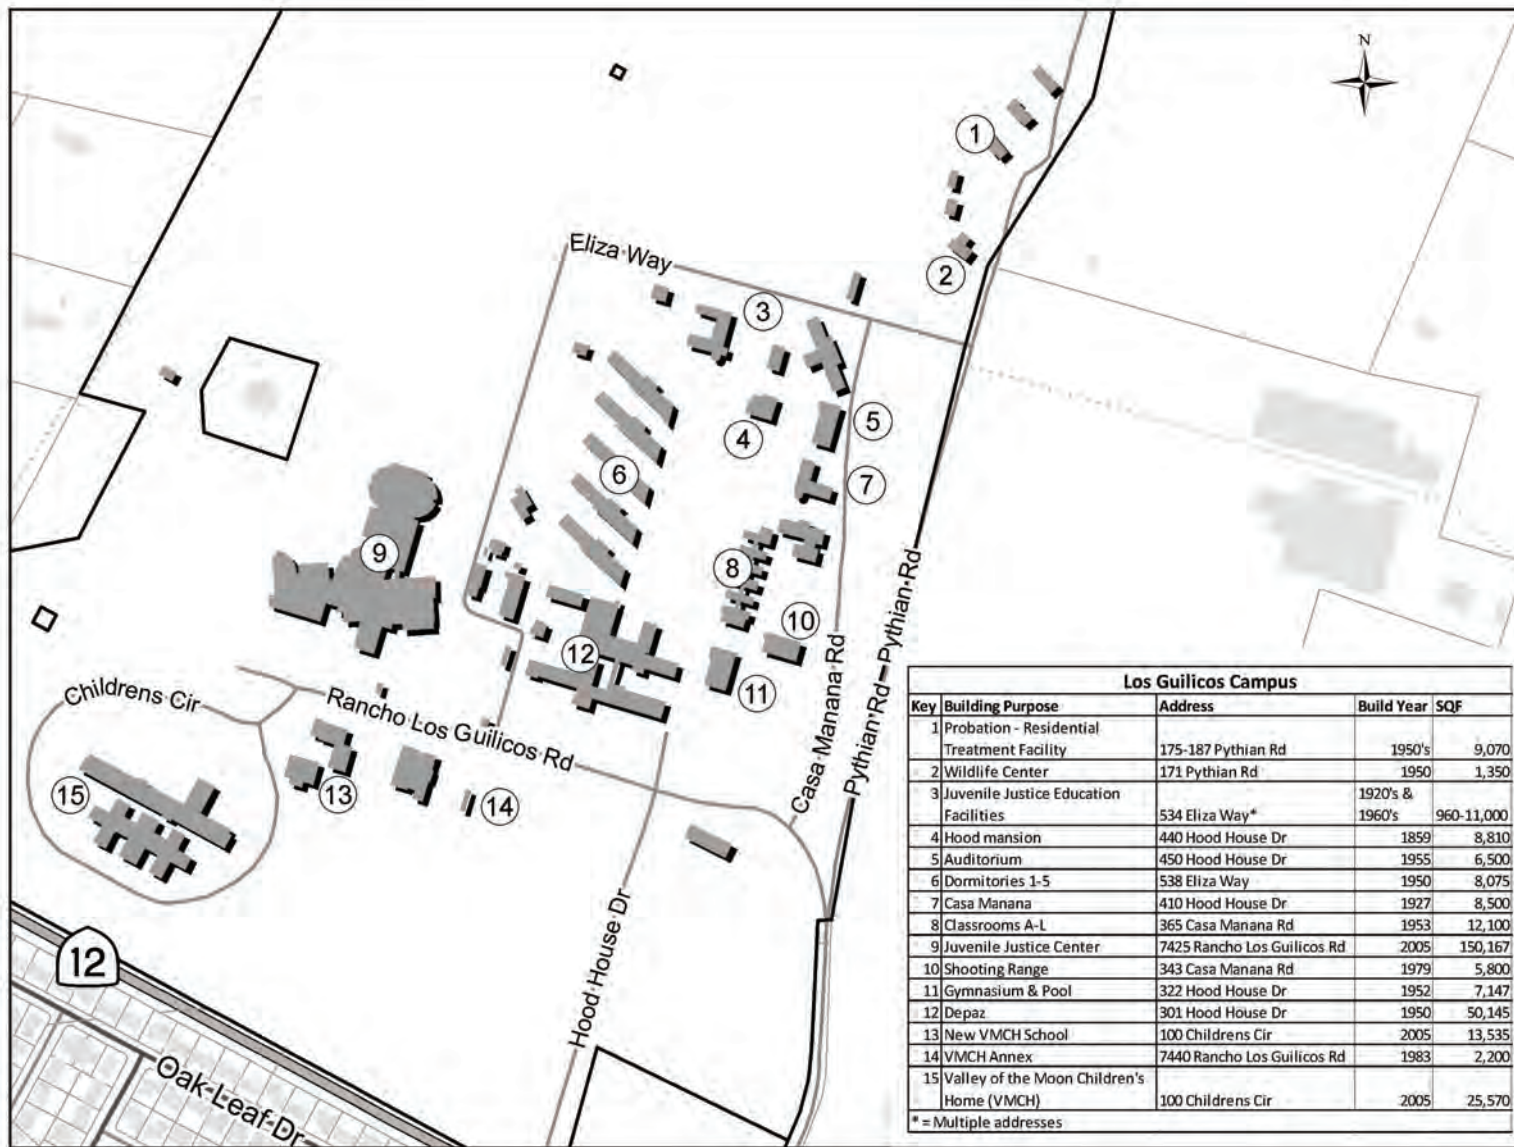 N
1
2
Eliza Way
3
4
5
6
7
8
9
10
11
12
Childrens Cir
Rancho Los Guilicos Rd
13
14
15
Casa Manana Rd
Pythian Rd
Pythian Rd
Hood House Dr
12
Oak Leaf Dr
Los Guilicos Campus
Key Building Purpose Address Build Year SQF
1 Probation - Residential
Treatment Facility 175-187 Pythian Rd 1950's 9,070
2 Wildlife Center 171 Pythian Rd 1950 1,350
3 Juvenile Justice Education 1920's &
Facilities 534 Eliza Way* 1960's 960-11,000
4 Hood mansion 440 Hood House Dr 1859 8,810
5 Auditorium 450 Hood House Dr 1955 6,500
6 Dormitories 1-5 538 Eliza Way 1950 8,075
7 Casa Manana 410 Hood House Dr 1927 8,500
8 Classrooms A-L 365 Casa Manana Rd 1953 12,100
9 Juvenile Justice Center 7425 Rancho Los Guilicos Rd 2005 150,167
10 Shooting Range 343 Casa Manana Rd 1979 5,800
11 Gymnasium & Pool 322 Hood House Dr 1952 7,147
12 Depaz 301 Hood House Dr 1950 50,145
13 New VMCH School 100 Childrens Cir 2005 13,535
14 VMCH Annex 7440 Rancho Los Guilicos Rd 1983 2,200
15 Valley of the Moon Children's
Home (VMCH) 100 Childrens Cir 2005 25,570
* = Multiple addresses